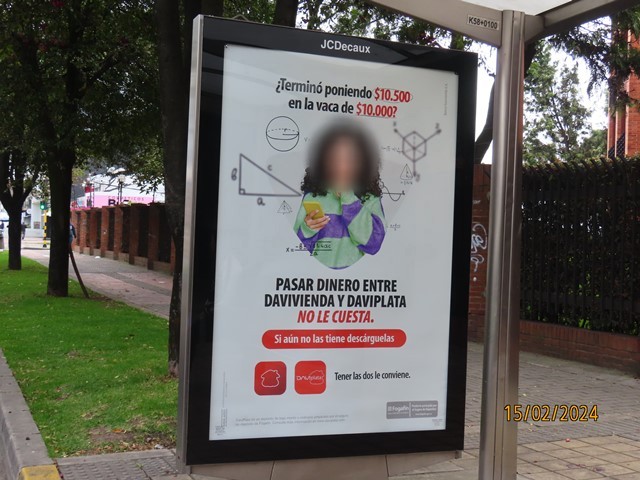 K58+0100
JCDecaux
¿Terminó poniendo $10.500
en la vaca de $10.000?
PASAR DINERO ENTRE
DAVIVIENDA Y DAVIPLATA
NO LE CUESTA.
Si aún no las tiene descárguelas
Tener las dos le conviene.
15/02/2024